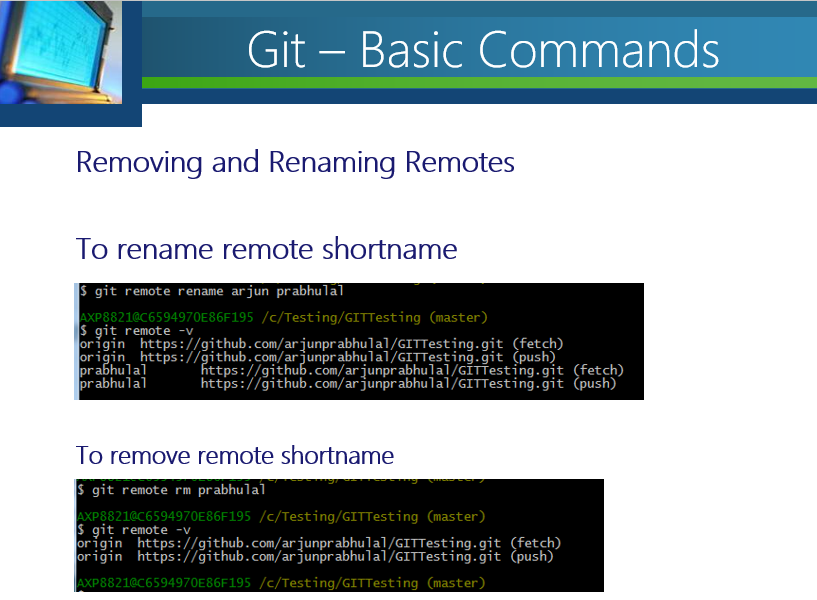 Git – Basic Commands
Removing and Renaming Remotes
To rename remote shortname
$ git remote rename arjun prabhulal
AXP8821@C6594970E86F195 /c/Testing/GITTesting (master)
$ git remote -v
origin https://github.com/arjunprabhulal/GITTesting.git (fetch)
origin https://github.com/arjunprabhulal/GITTesting.git (push)
prabhulal https://github.com/arjunprabhulal/GITTesting.git (fetch)
prabhulal https://github.com/arjunprabhulal/GITTesting.git (push)
To remove remote shortname
$ git remote rm prabhulal
AXP8821@C6594970E86F195 /c/Testing/GITTesting (master)
$ git remote -v
origin https://github.com/arjunprabhulal/GITTesting.git (fetch)
origin https://github.com/arjunprabhulal/GITTesting.git (push)
AXP8821@C6594970E86F195 /c/Testing/GITTesting (master)